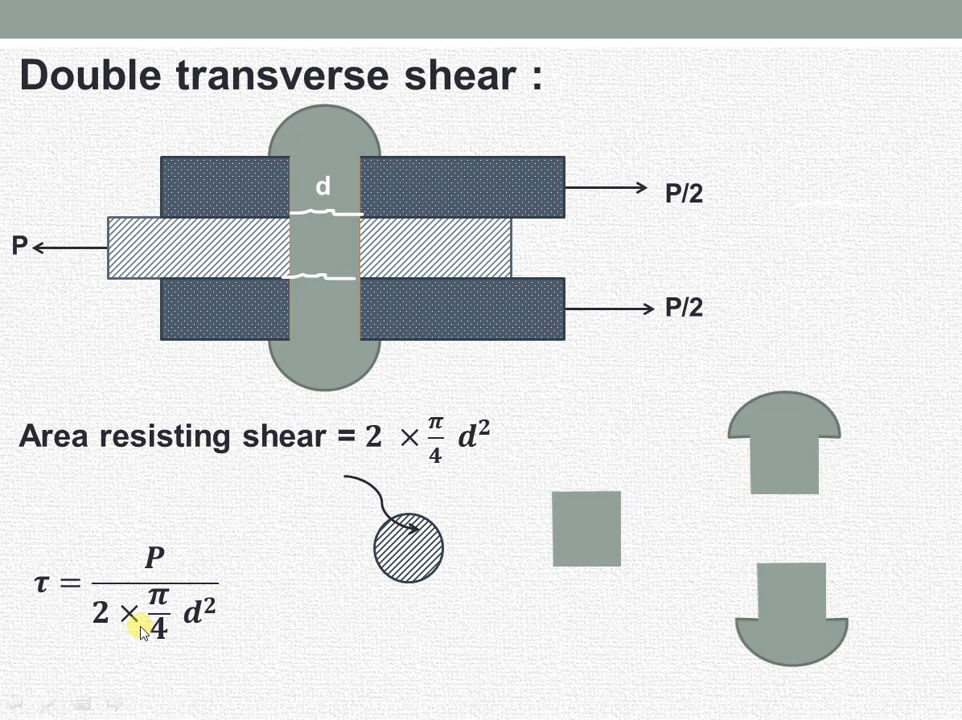 Double transverse shear :
d
P/2
P
P/2
Area resisting shear = 2 × π/4 d²
τ = P / (2 × π/4 d²)